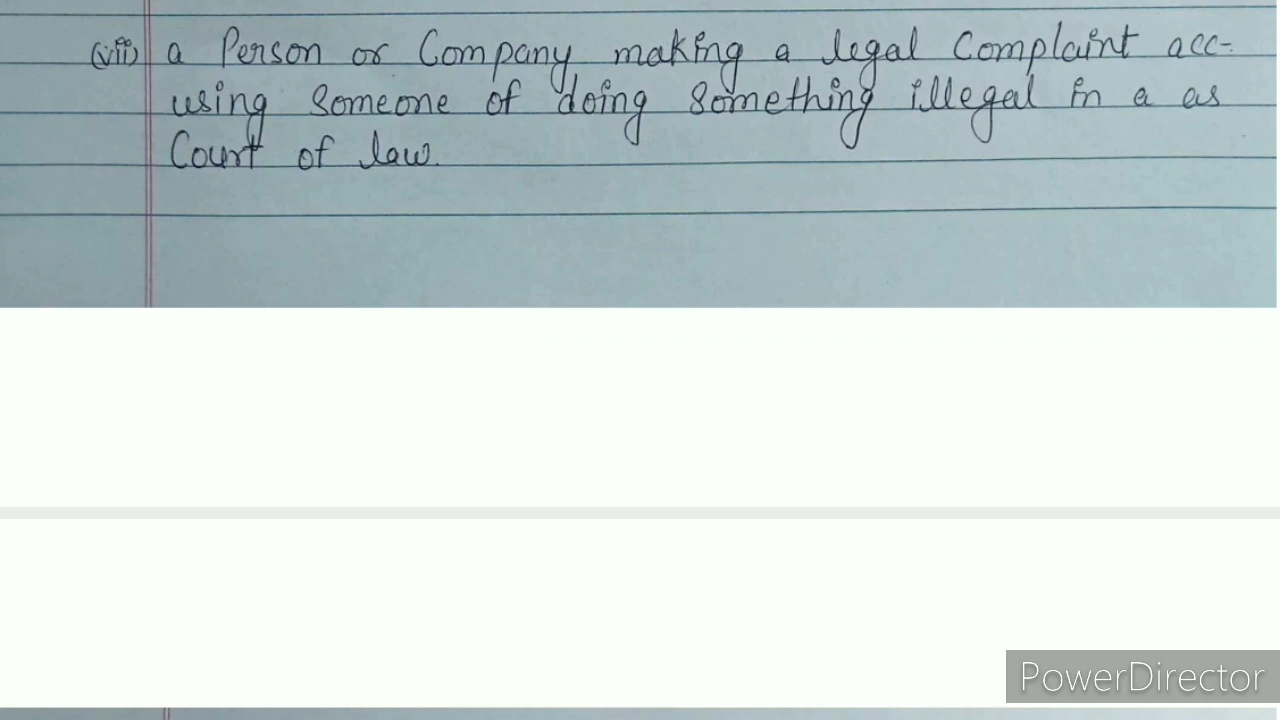 (vii) a Person or Company making a legal Complaint acc-
using Someone of doing Something illegal in a as
Court of law.
PowerDirector